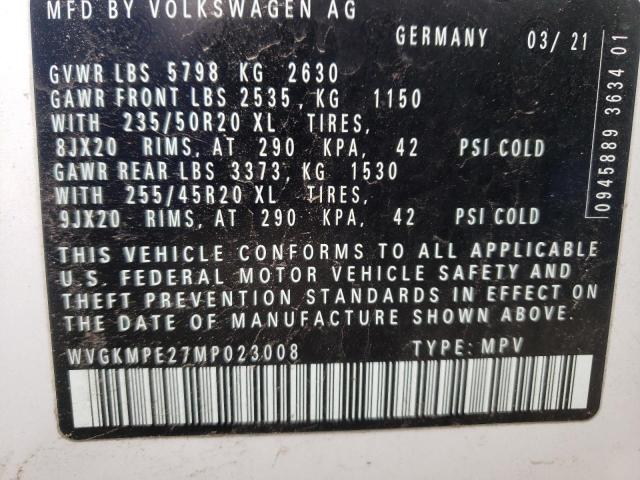 MFD BY VOLKSWAGEN AG
GERMANY 03/ 21
GVWR LBS 5798 KG 2630
GAWR FRONT LBS 2535, KG 1150
WITH 235/50R20 XL TIRES,
8JX20 RIMS, AT 290 KPA, 42 PSI COLD
GAWR REAR LBS 3373, KG 1530
WITH 255/45R20 XL TIRES,
9JX20 RIMS, AT 290 KPA, 42 PSI COLD
THIS VEHICLE CONFORMS TO ALL APPLICABLE
U.S. FEDERAL MOTOR VEHICLE SAFETY AND
THEFT PREVENTION STANDARDS IN EFFECT ON
THE DATE OF MANUFACTURE SHOWN ABOVE.
WVGKMPE27MP023008 TYPE: MPV
0945889 3634 01